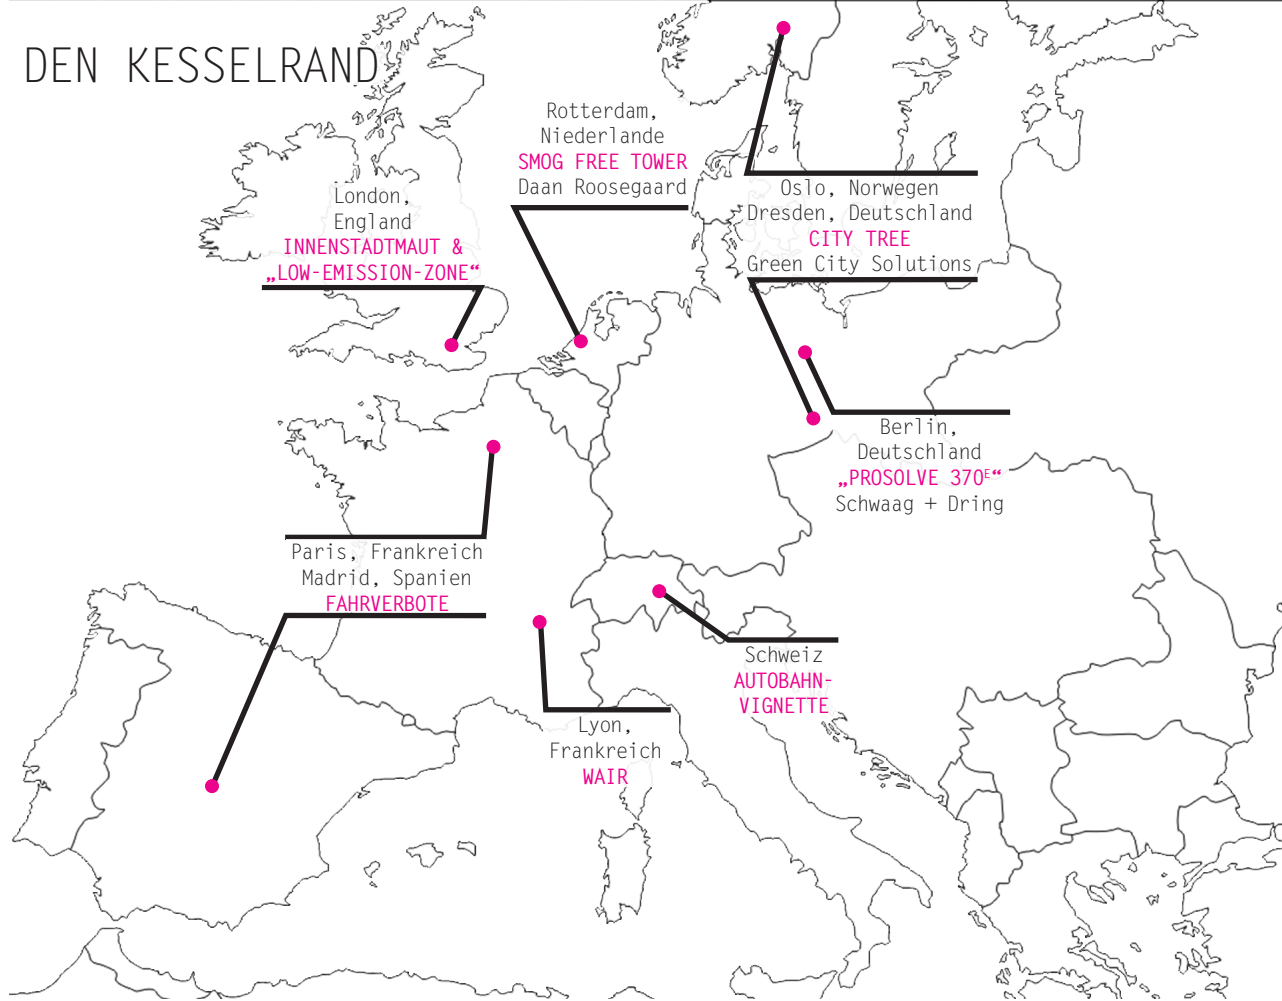 DEN KESSELRAND
Rotterdam,
Niederlande
SMOG FREE TOWER
Daan Roosegaard
Oslo, Norwegen
Dresden, Deutschland
CITY TREE
Green City Solutions
London,
England
INNENSTADTMAUT &
„LOW-EMISSION-ZONE“
Berlin,
Deutschland
„PROSOLVE 370ᴱ“
Schwaag + Dring
Paris, Frankreich
Madrid, Spanien
FAHRVERBOTE
Schweiz
AUTOBAHN-
VIGNETTE
Lyon,
Frankreich
WAIR